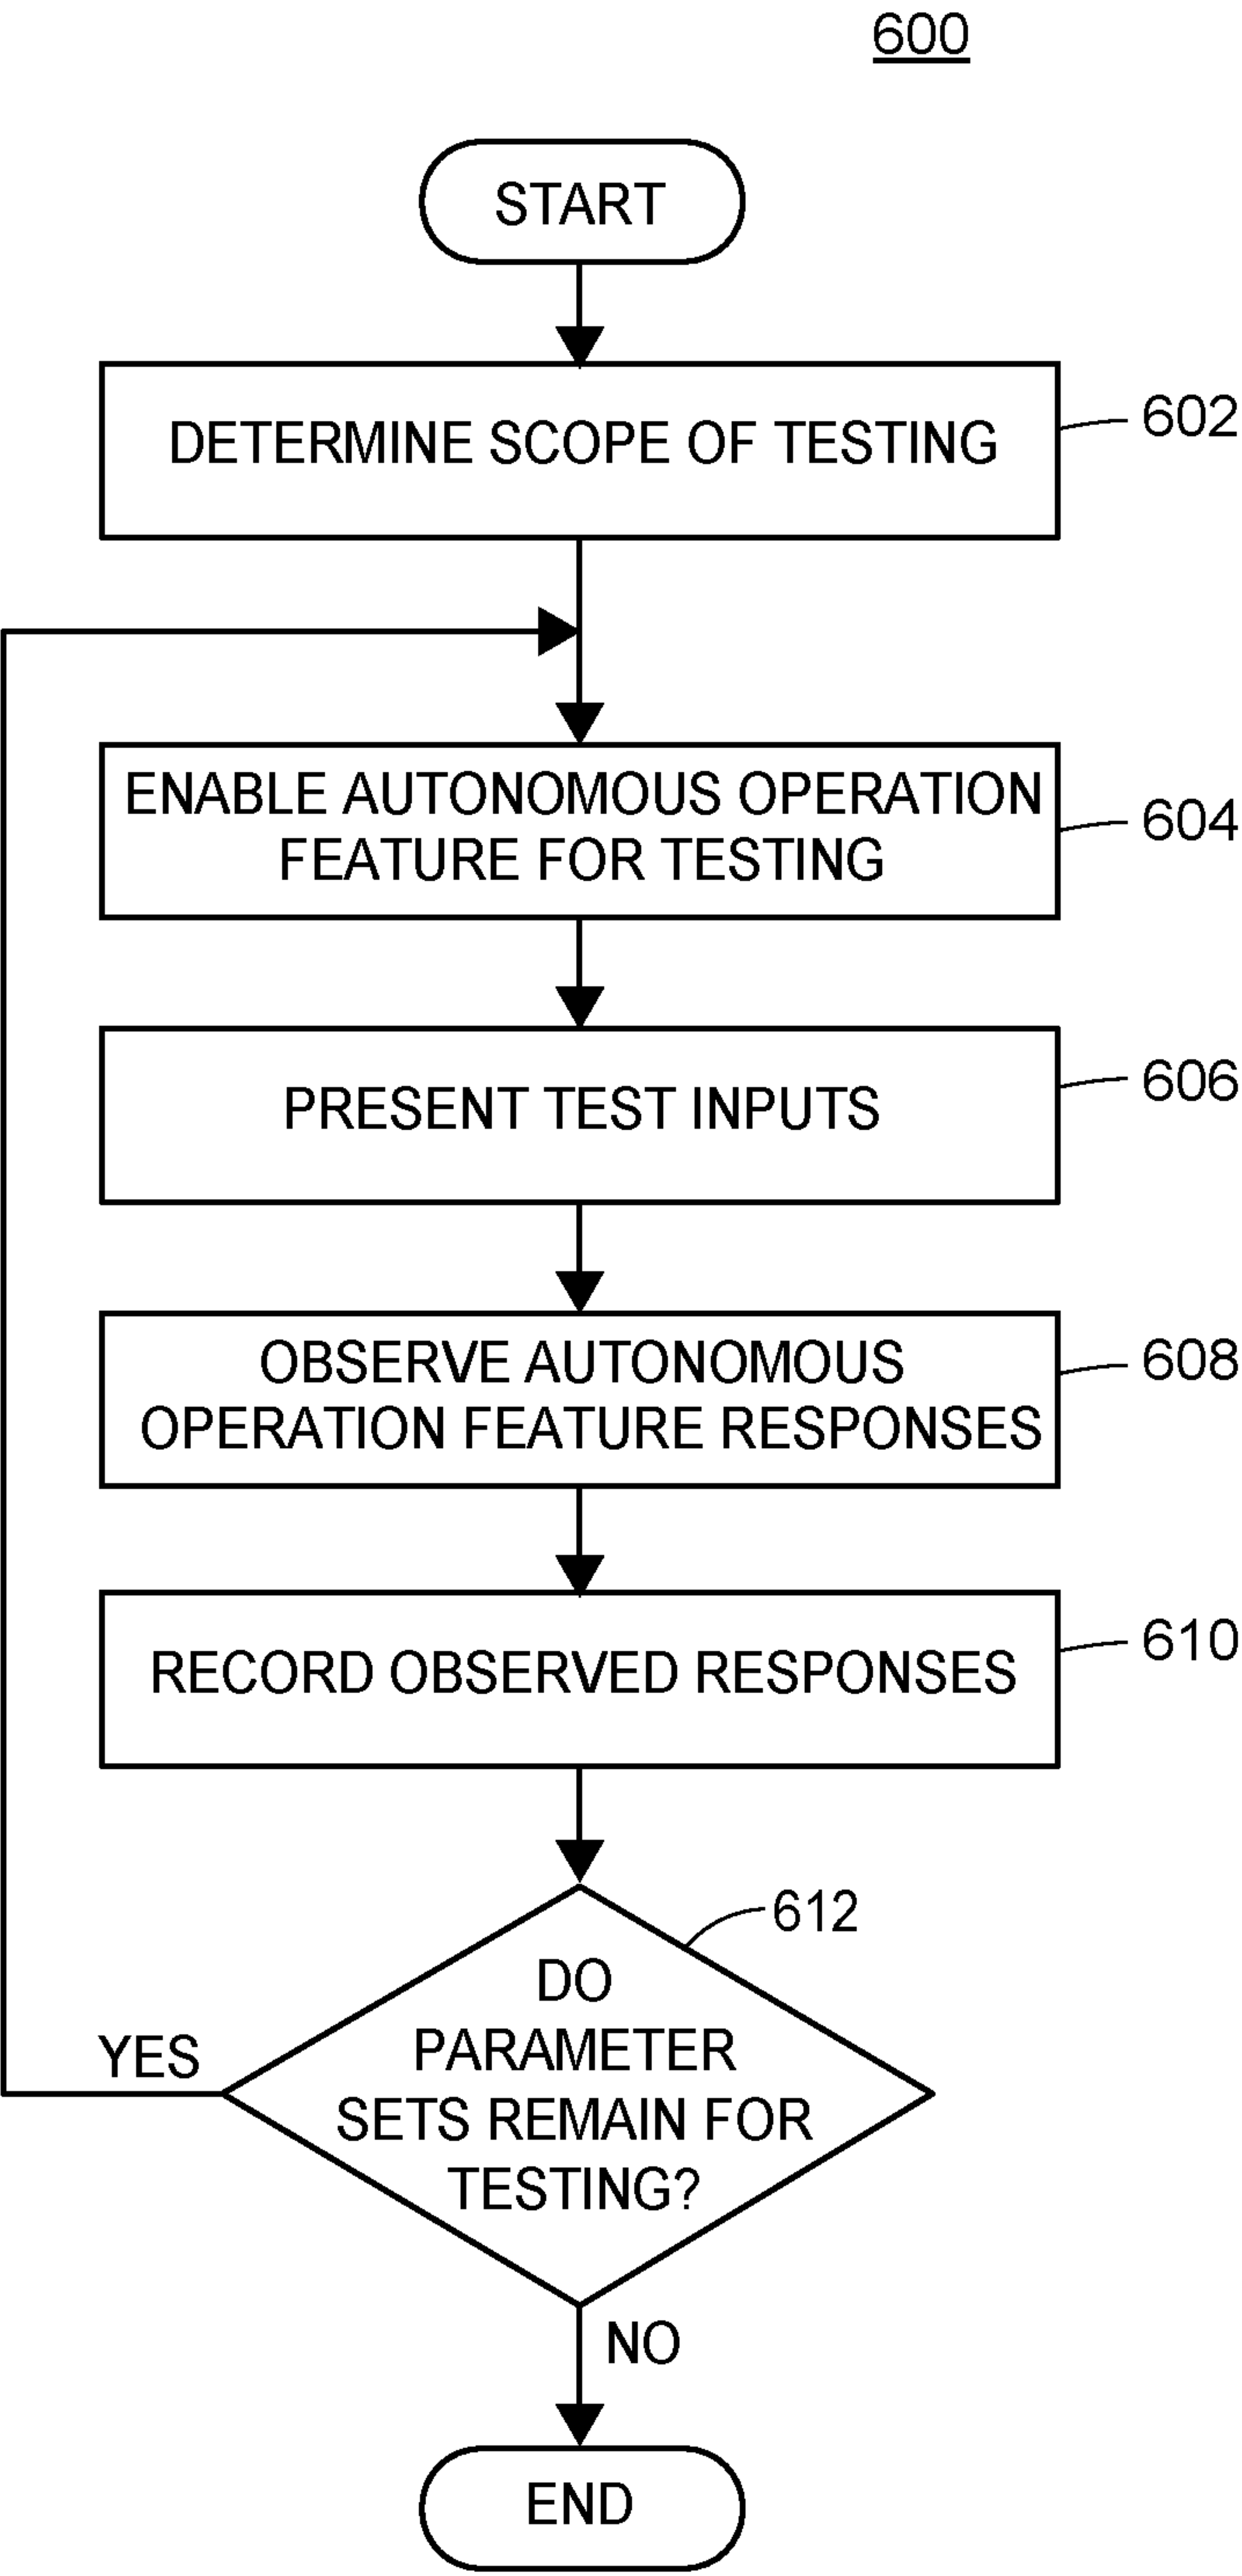 600
START
DETERMINE SCOPE OF TESTING
602
ENABLE AUTONOMOUS OPERATION
FEATURE FOR TESTING
604
PRESENT TEST INPUTS
606
OBSERVE AUTONOMOUS
OPERATION FEATURE RESPONSES
608
RECORD OBSERVED RESPONSES
610
612
DO
PARAMETER
SETS REMAIN FOR
TESTING?
YES
NO
END